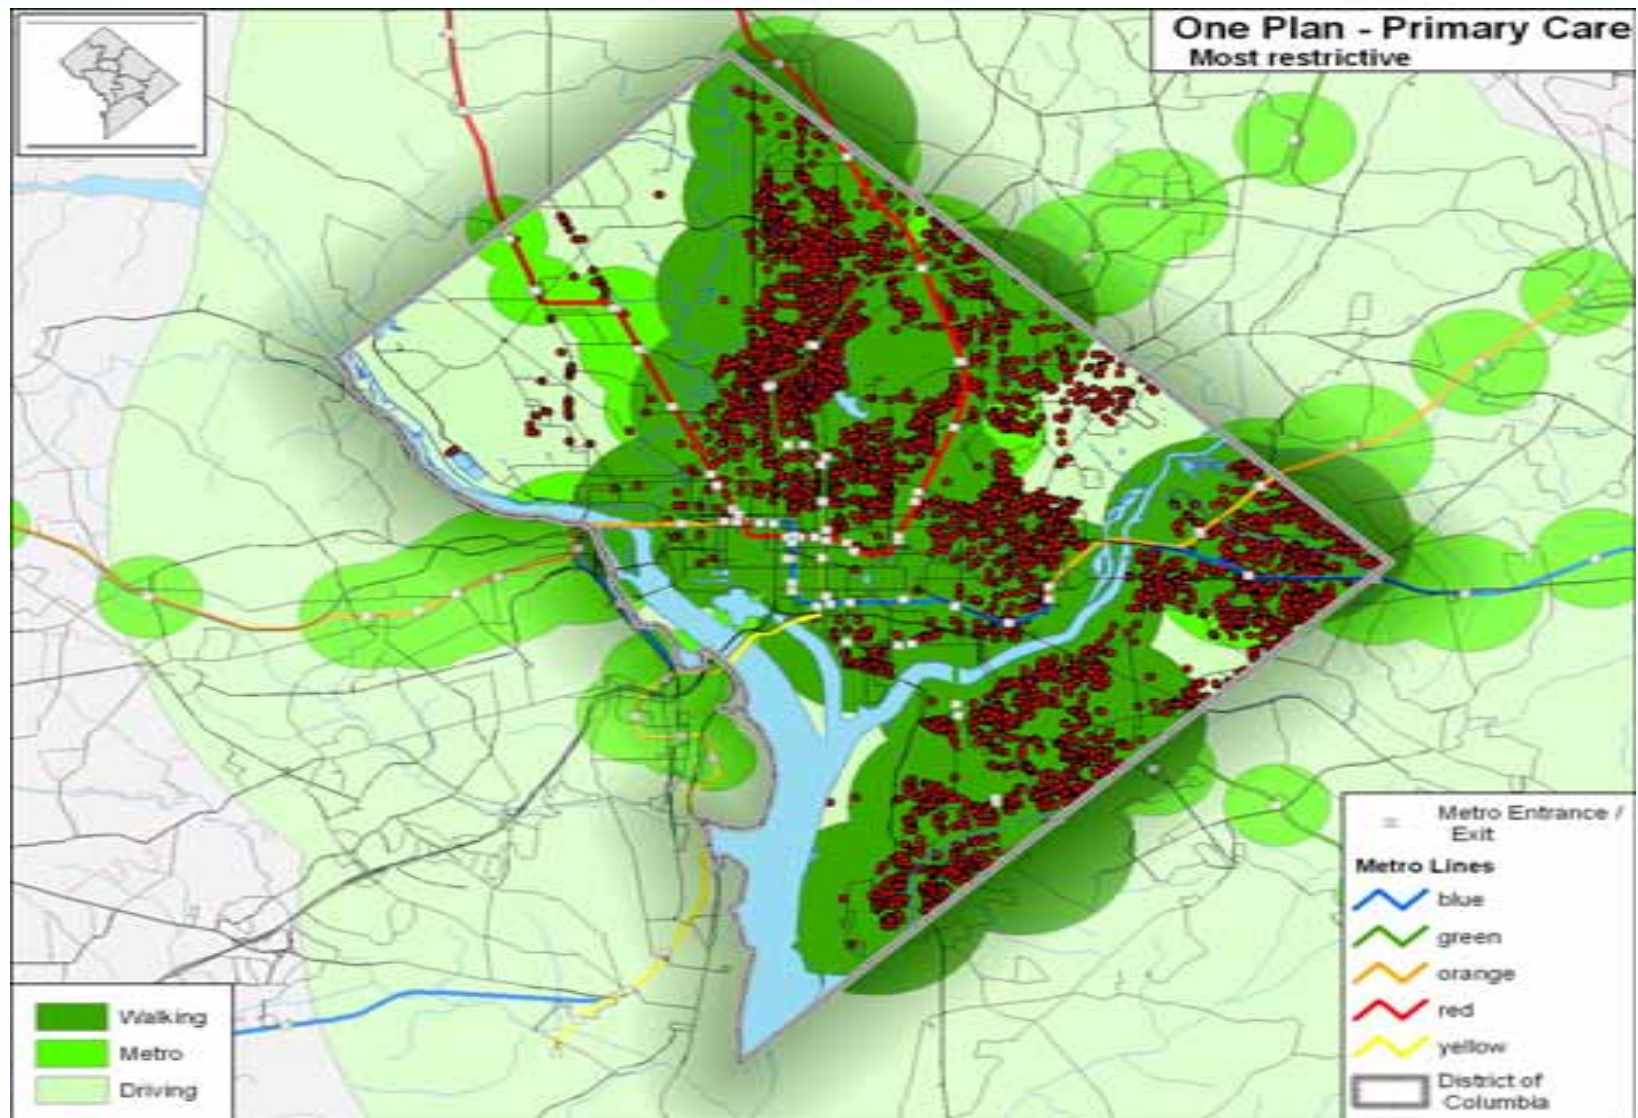 One Plan - Primary Care
Most restrictive
Metro Entrance /
Exit
Metro Lines
blue
green
orange
red
yellow
District of
Columbia
Walking
Metro
Driving